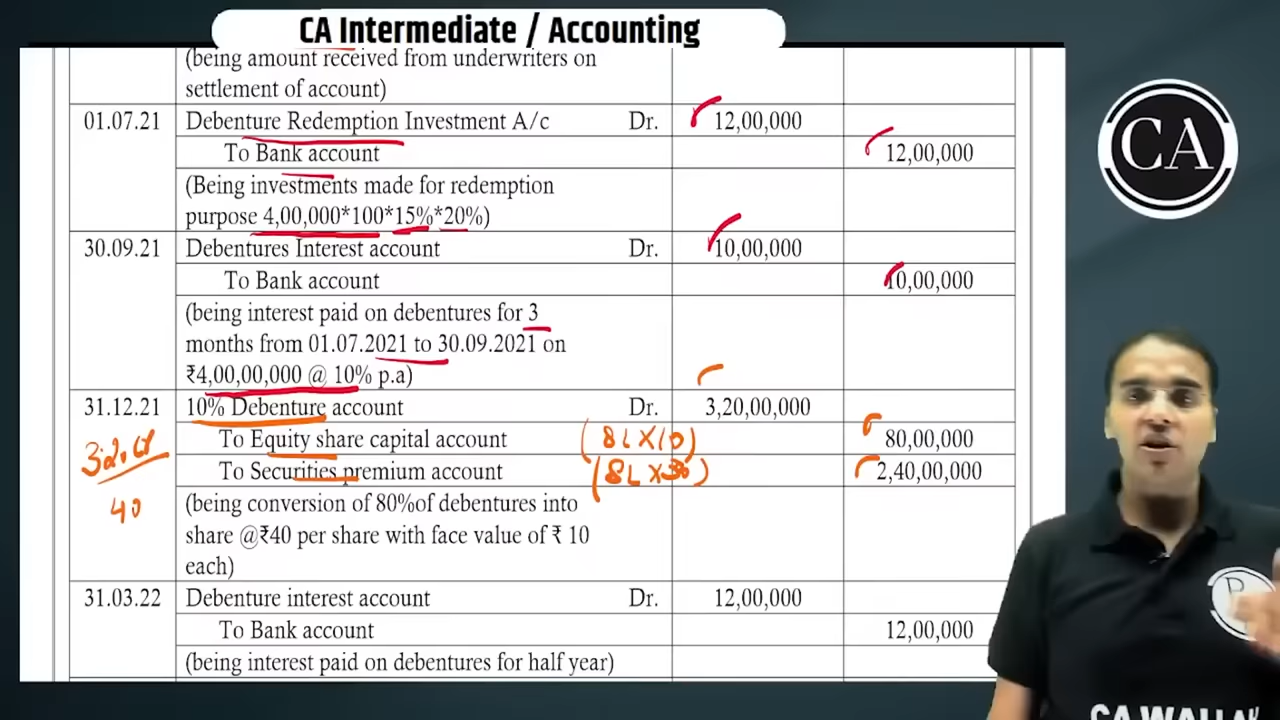 CA Intermediate / Accounting
(being amount received from underwriters on
settlement of account)
01.07.21 Debenture Redemption Investment A/c Dr. 12,00,000
To Bank account 12,00,000
(Being investments made for redemption
purpose 4,00,000*100*15%*20%)
30.09.21 Debentures Interest account Dr. 10,00,000
To Bank account 10,00,000
(being interest paid on debentures for 3
months from 01.07.2021 to 30.09.2021 on
₹4,00,00,000 @ 10% p.a)
31.12.21 10% Debenture account Dr. 3,20,00,000
To Equity share capital account (8L X10) 80,00,000
To Securities premium account (8L X30) 2,40,00,000
40
(being conversion of 80%of debentures into
share @₹40 per share with face value of ₹ 10
each)
31.03.22 Debenture interest account Dr. 12,00,000
To Bank account 12,00,000
(being interest paid on debentures for half year)
CA
P
CA WALLAH